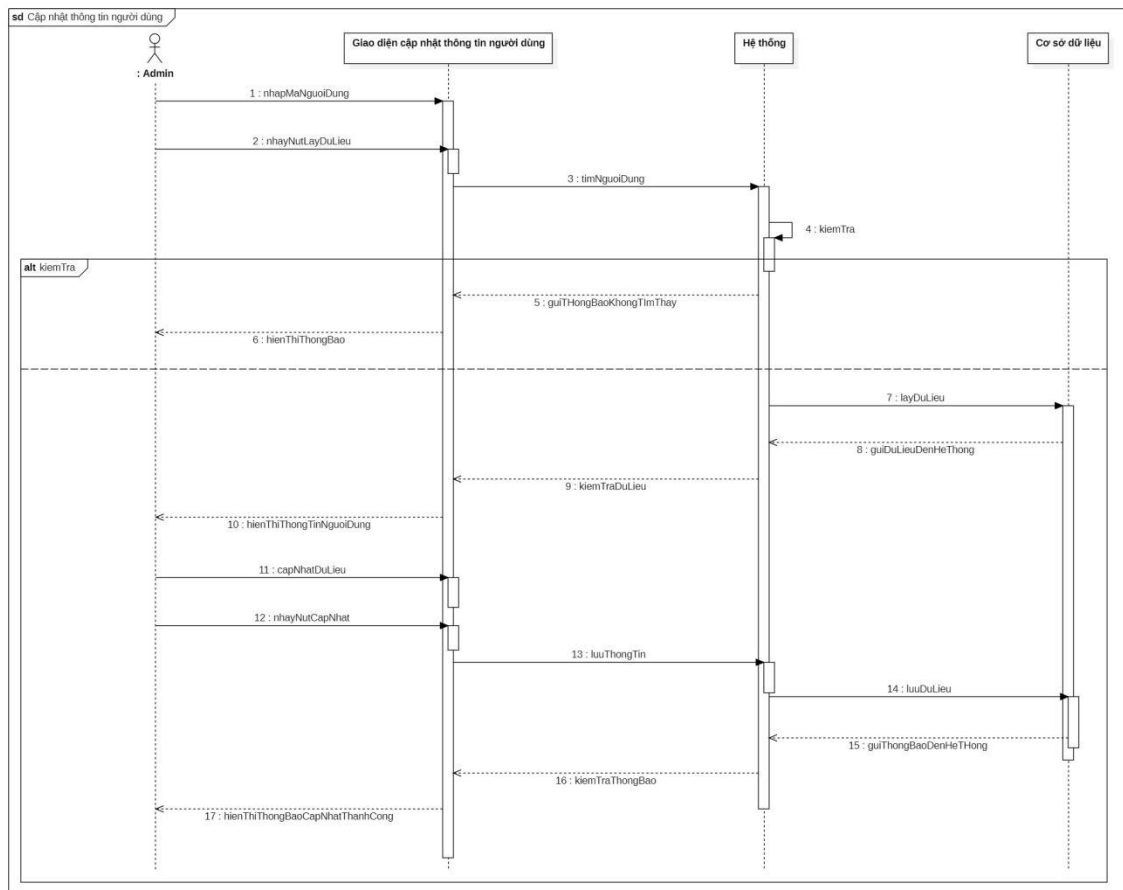 sd Cập nhật thông tin người dùng
Giao diện cập nhật thông tin người dùng
Hệ thống
Cơ sở dữ liệu
: Admin
1 : nhapMaNguoiDung
2 : nhayNutLayDuLieu
3 : timNguoiDung
4 : kiemTra
alt kiemTra
5 : guiTHongBaoKhongTImThay
6 : hienThiThongBao
7 : layDuLieu
8 : guiDuLieuDenHeThong
9 : kiemTraDuLieu
10 : hienThiThongTinNguoiDung
11 : capNhatDuLieu
12 : nhayNutCapNhat
13 : luuThongTin
14 : luuDuLieu
15 : guiThongBaoDenHeTHong
16 : kiemTraThongBao
17 : hienThiThongBaoCapNhatThanhCong